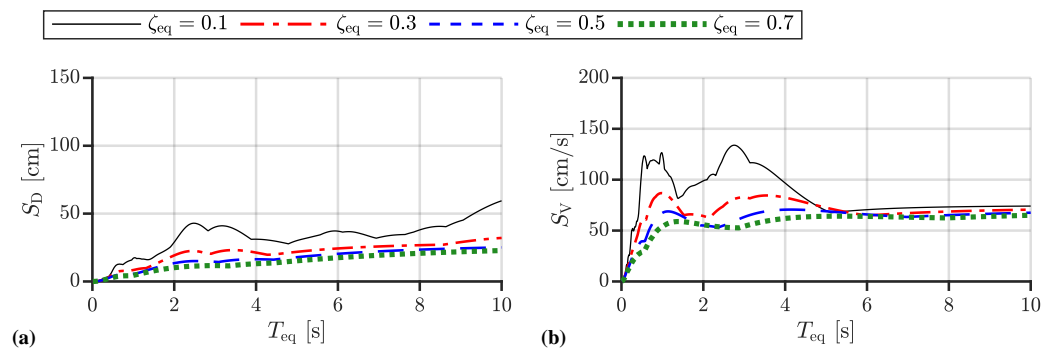 ζeq = 0.1 ζeq = 0.3 ζeq = 0.5 ζeq = 0.7
150
100
50
0
SD [cm]
0 2 4 6 8 10
Teq [s]
(a)
200
150
100
50
0
SV [cm/s]
0 2 4 6 8 10
Teq [s]
(b)